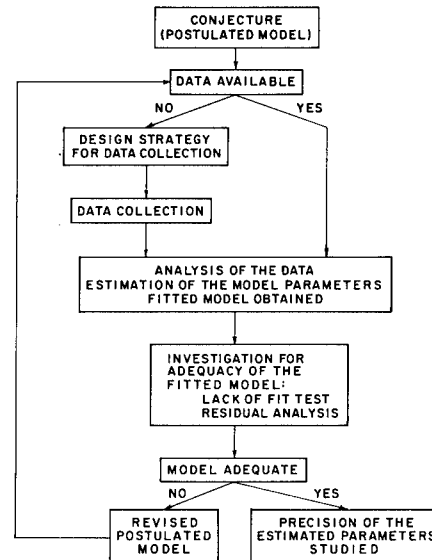 CONJECTURE
(POSTULATED MODEL)
DATA AVAILABLE
NO
YES
DESIGN STRATEGY
FOR DATA COLLECTION
DATA COLLECTION
ANALYSIS OF THE DATA
ESTIMATION OF THE MODEL PARAMETERS
FITTED MODEL OBTAINED
INVESTIGATION FOR
ADEQUACY OF THE
FITTED MODEL:
LACK OF FIT TEST
RESIDUAL ANALYSIS
MODEL ADEQUATE
NO
YES
REVISED
POSTULATED
MODEL
PRECISION OF THE
ESTIMATED PARAMETERS
STUDIED